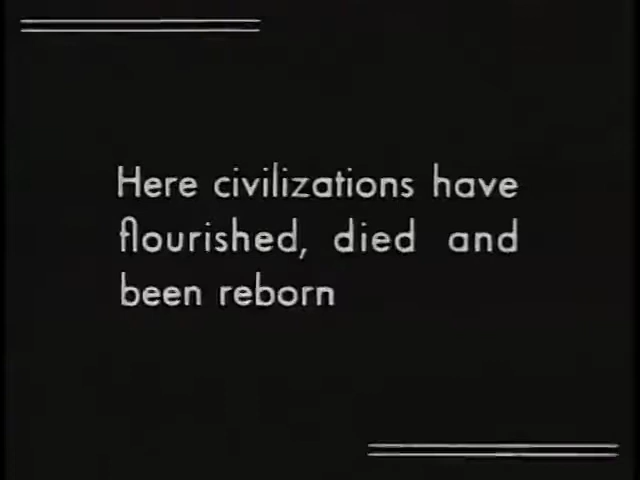 Here civilizations have
flourished, died and
been reborn